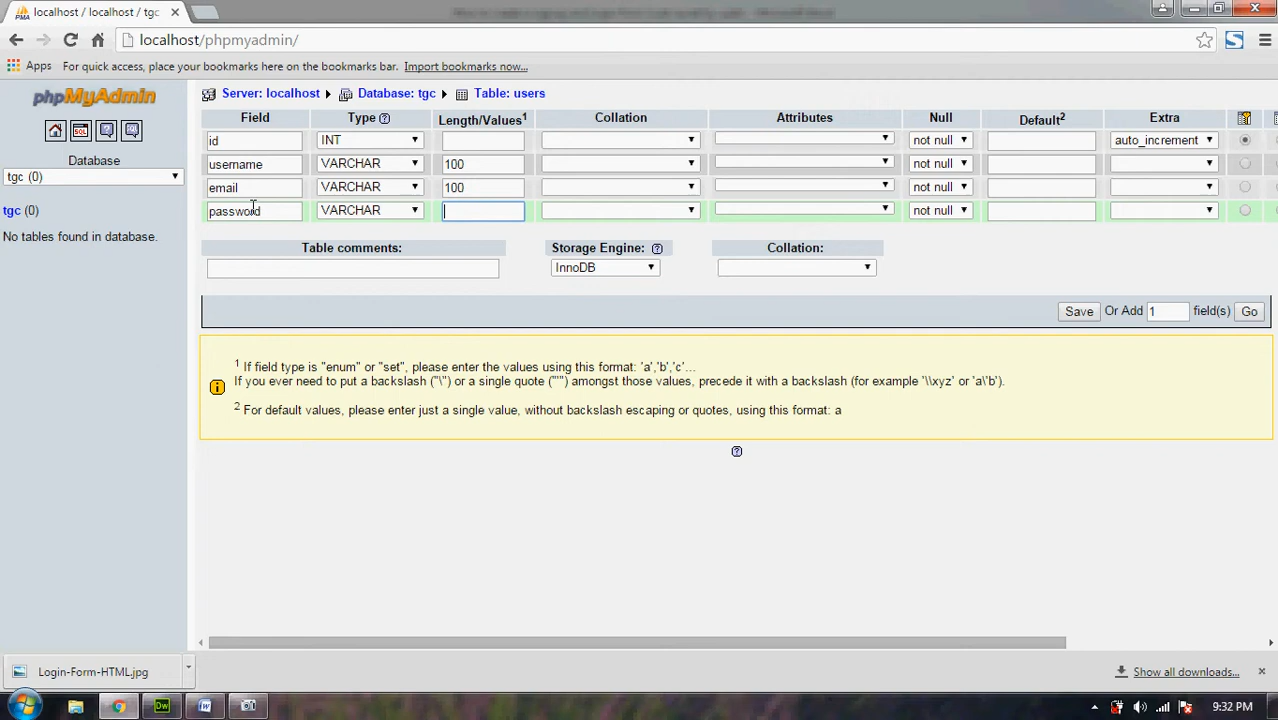 localhost / localhost / tgc
localhost/phpmyadmin/
Apps For quick access, place your bookmarks here on the bookmarks bar. Import bookmarks now...
phpMyAdmin
Database
tgc (0)
tgc (0)
No tables found in database.
Server: localhost Database: tgc Table: users
Field Type Length/Values1 Collation Attributes Null Default2 Extra
id INT not null auto_increment
username VARCHAR 100 not null
email VARCHAR 100 not null
password VARCHAR not null
Table comments: Storage Engine: Collation:
InnoDB
Save Or Add 1 field(s) Go
1 If field type is "enum" or "set", please enter the values using this format: 'a','b','c'...
If you ever need to put a backslash ("\") or a single quote ("'") amongst those values, precede it with a backslash (for example '\\xyz' or 'a\'b').
2 For default values, please enter just a single value, without backslash escaping or quotes, using this format: a
Login-Form-HTML.jpg
Show all downloads...
9:32 PM